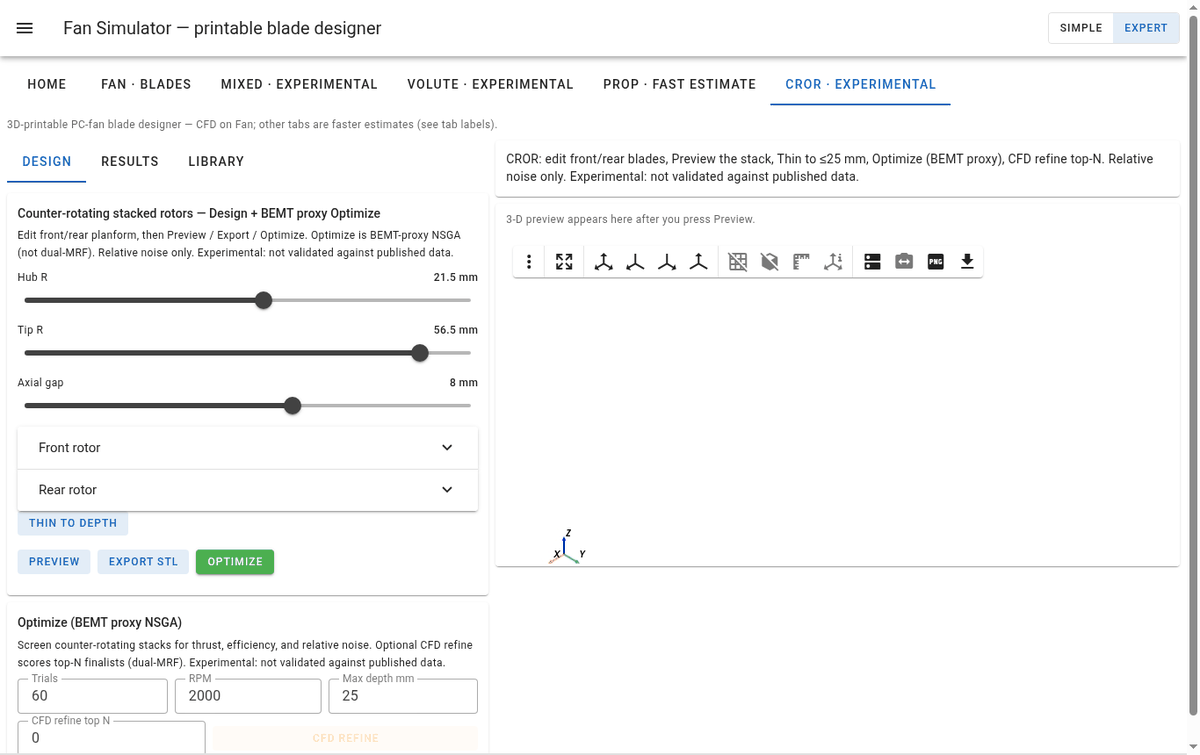 Fan Simulator — printable blade designer
SIMPLE
EXPERT
HOME
FAN · BLADES
MIXED · EXPERIMENTAL
VOLUTE · EXPERIMENTAL
PROP · FAST ESTIMATE
CROR · EXPERIMENTAL
3D-printable PC-fan blade designer — CFD on Fan; other tabs are faster estimates (see tab labels).
DESIGN
RESULTS
LIBRARY
Counter-rotating stacked rotors — Design + BEMT proxy Optimize
Edit front/rear planform, then Preview / Export / Optimize. Optimize is BEMT-proxy NSGA
(not dual-MRF). Relative noise only. Experimental: not validated against published data.
Hub R
21.5 mm
Tip R
56.5 mm
Axial gap
8 mm
Front rotor
Rear rotor
THIN TO DEPTH
PREVIEW
EXPORT STL
OPTIMIZE
Optimize (BEMT proxy NSGA)
Screen counter-rotating stacks for thrust, efficiency, and relative noise. Optional CFD refine
scores top-N finalists (dual-MRF). Experimental: not validated against published data.
Trials
60
RPM
2000
Max depth mm
25
CFD refine top N
0
CFD REFINE
CROR: edit front/rear blades, Preview the stack, Thin to ≤25 mm, Optimize (BEMT proxy), CFD refine top-N. Relative
noise only. Experimental: not validated against published data.
3-D preview appears here after you press Preview.
PNG
Z
X
Y